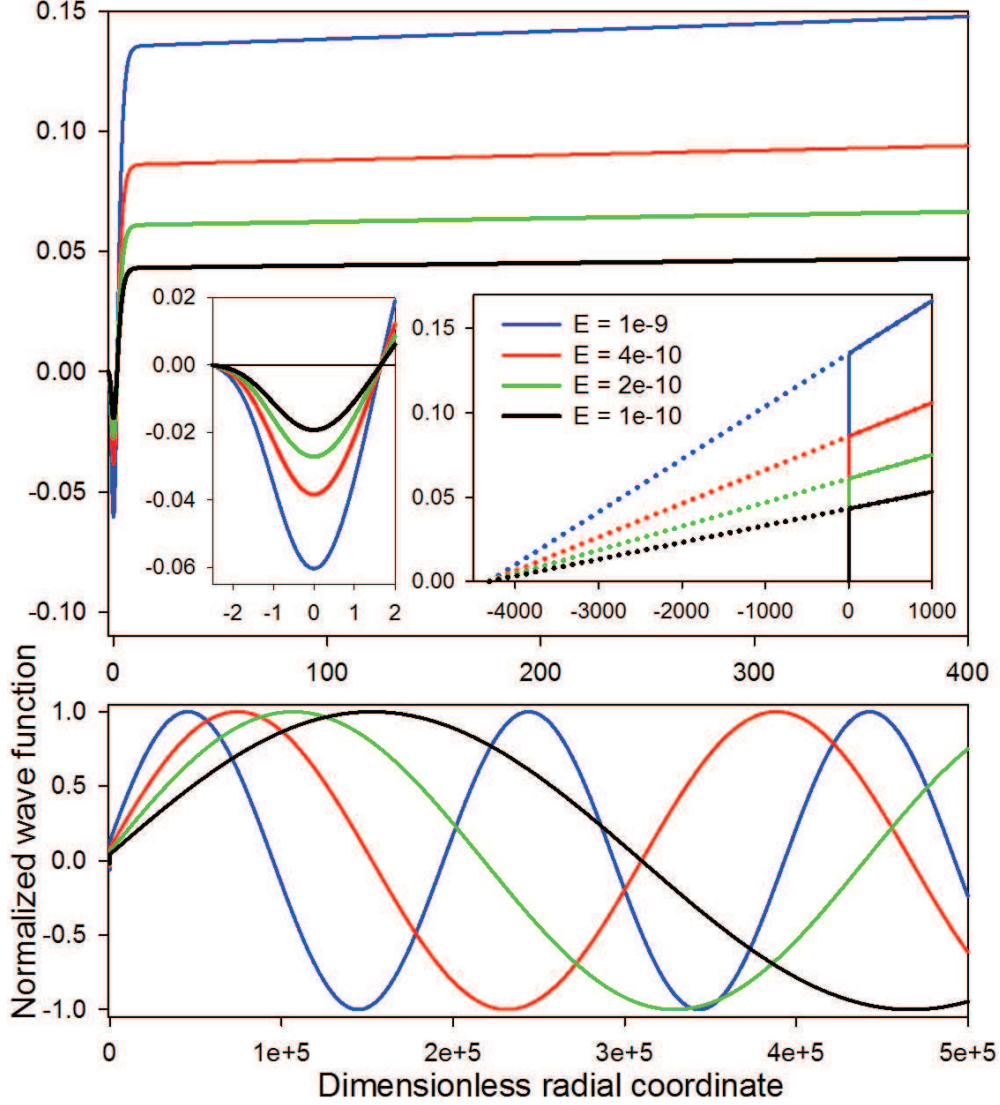 0.15
0.10
0.05
0.00
-0.05
-0.10
0.02
0.00
-0.02
-0.04
-0.06
-2 -1 0 1 2
0.15
0.10
0.05
0.00
E = 1e-9
E = 4e-10
E = 2e-10
E = 1e-10
-4000 -3000 -2000 -1000 0 1000
0 100 200 300 400
Normalized wave function
1.0
0.5
0.0
-0.5
-1.0
0 1e+5 2e+5 3e+5 4e+5 5e+5
Dimensionless radial coordinate